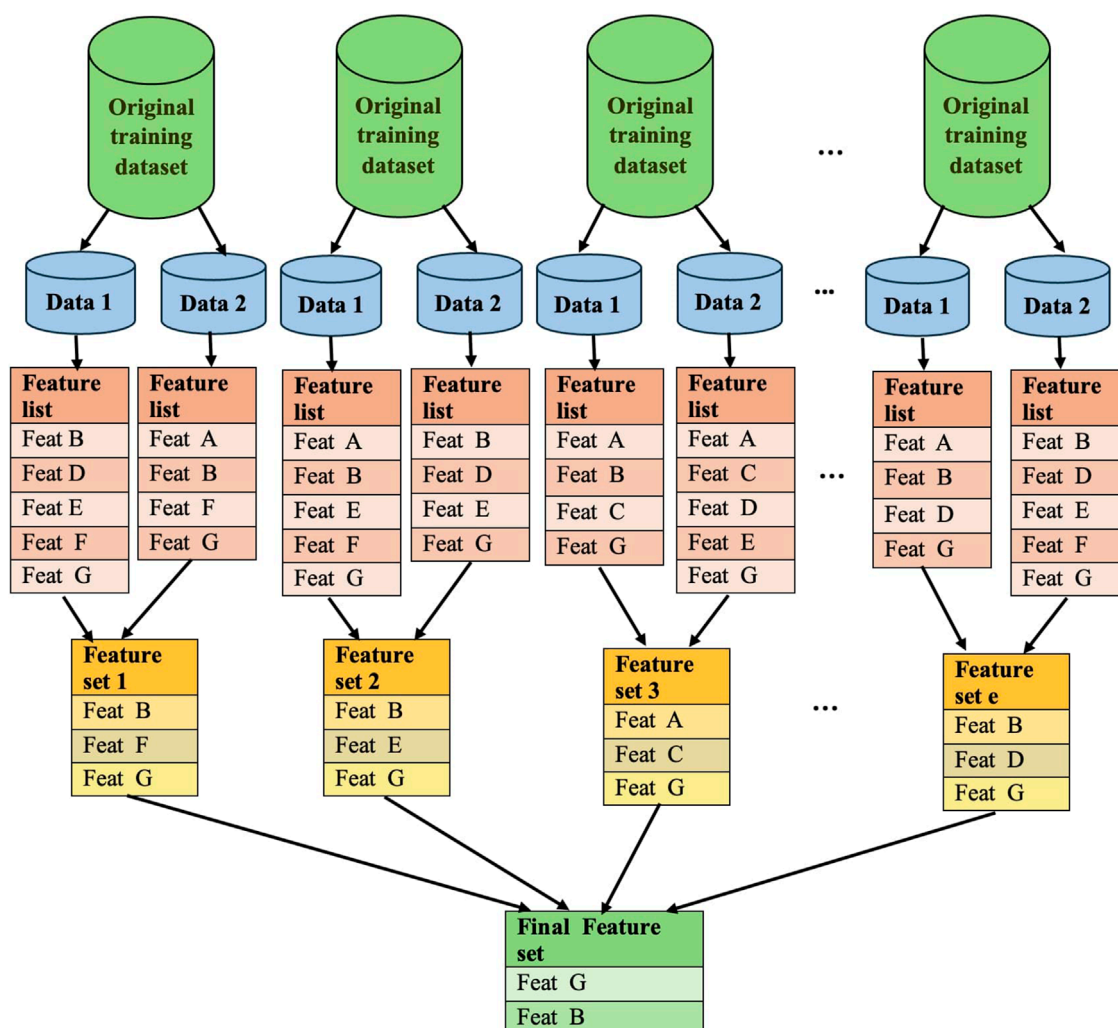 Original
training
dataset
Original
training
dataset
Original
training
dataset
...
Original
training
dataset
Data 1
Data 2
Data 1
Data 2
Data 1
Data 2
...
Data 1
Data 2
Feature
list
Feat B
Feat D
Feat E
Feat F
Feat G
Feature
list
Feat A
Feat B
Feat F
Feat G
Feature
list
Feat A
Feat B
Feat E
Feat F
Feat G
Feature
list
Feat B
Feat D
Feat E
Feat G
Feature
list
Feat A
Feat B
Feat C
Feat G
Feature
list
Feat A
Feat C
Feat D
Feat E
Feat G
...
Feature
list
Feat A
Feat B
Feat D
Feat G
Feature
list
Feat B
Feat D
Feat E
Feat F
Feat G
Feature
set 1
Feat B
Feat F
Feat G
Feature
set 2
Feat B
Feat E
Feat G
Feature
set 3
Feat A
Feat C
Feat G
...
Feature
set e
Feat B
Feat D
Feat G
Final Feature
set
Feat G
Feat B